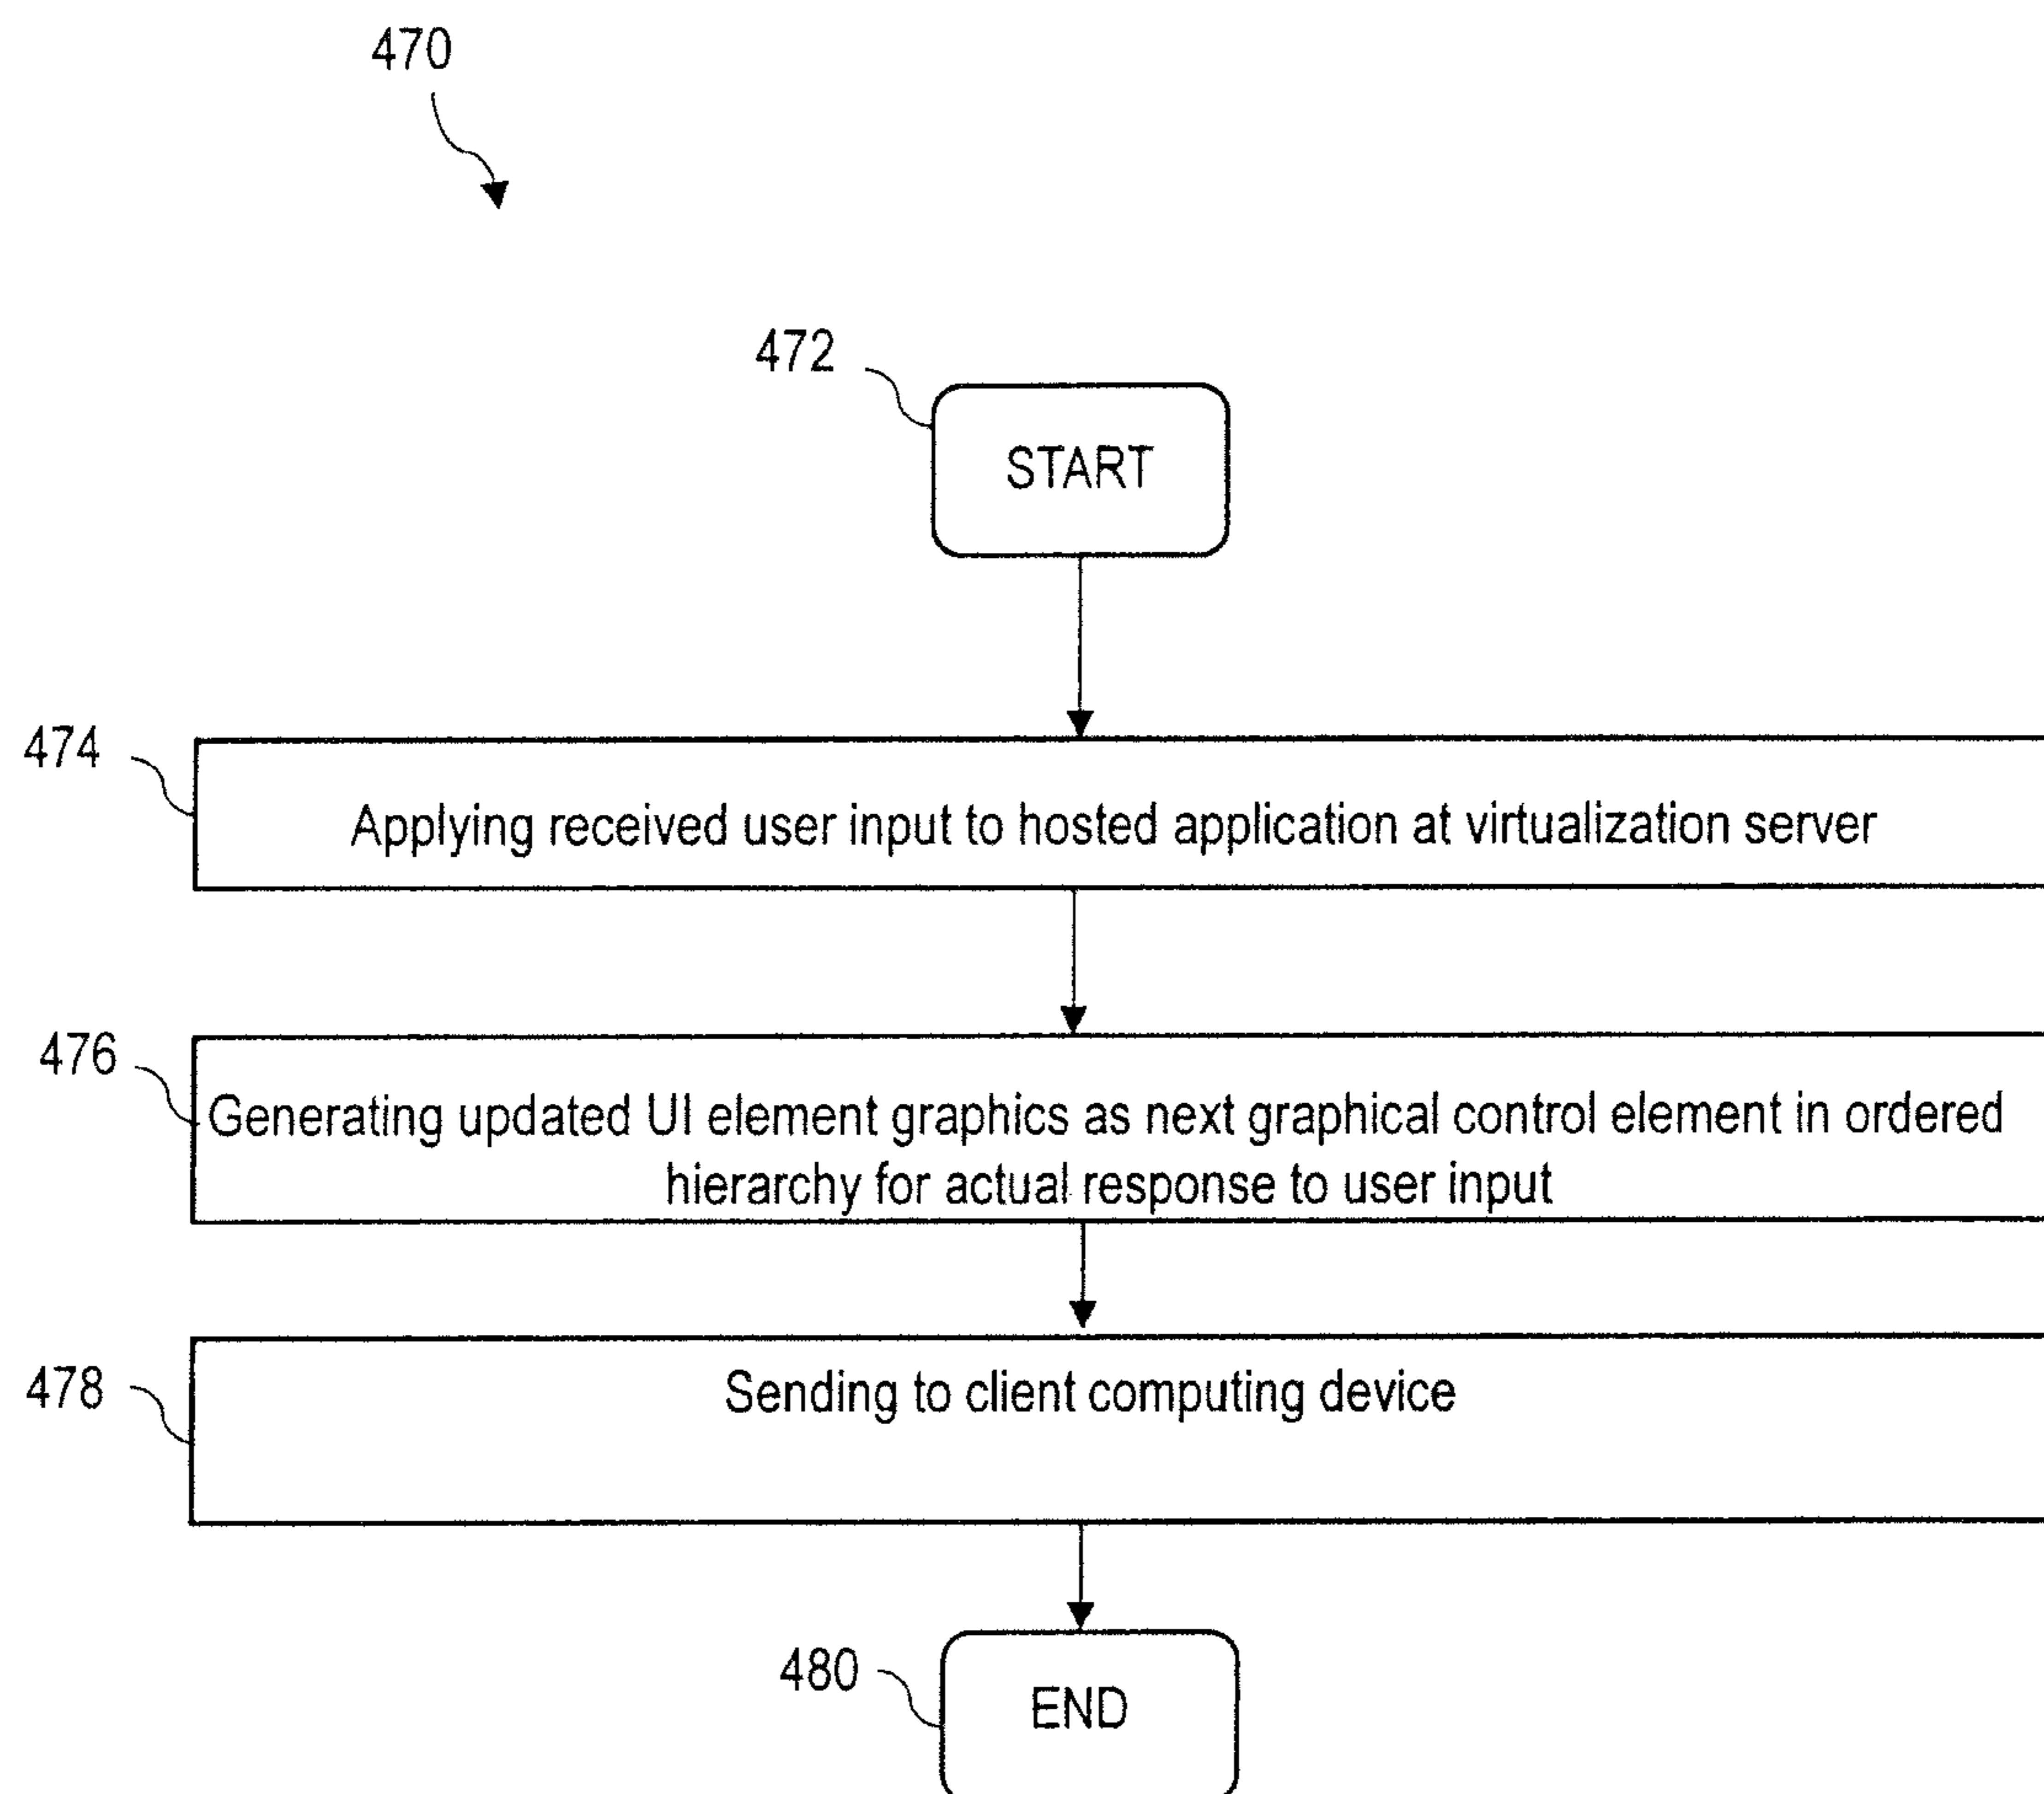 470
472
START
474
Applying received user input to hosted application at virtualization server
476
Generating updated UI element graphics as next graphical control element in ordered
hierarchy for actual response to user input
478
Sending to client computing device
480
END